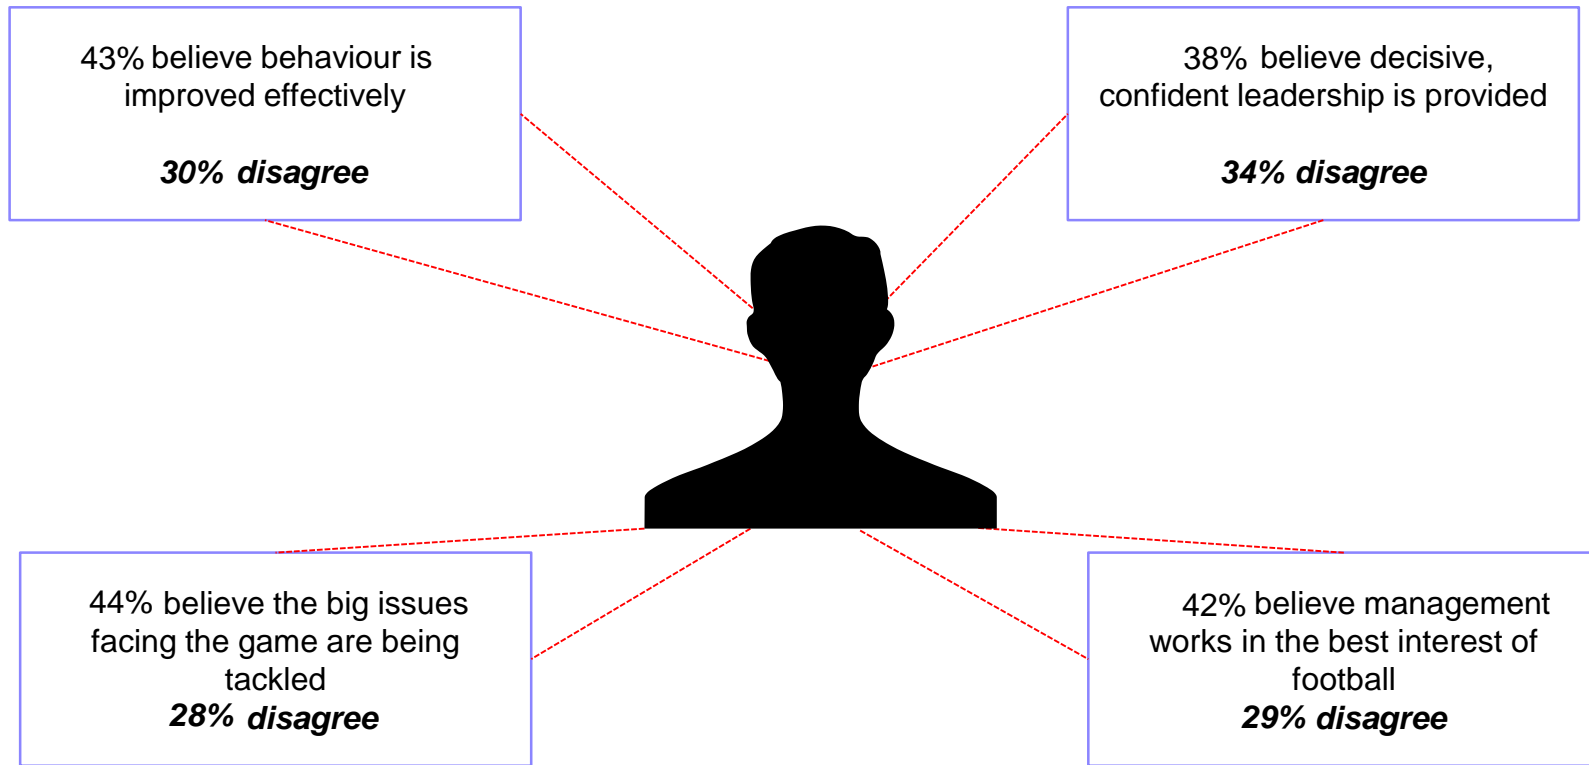 43% believe behaviour is
improved effectively
30% disagree
38% believe decisive,
confident leadership is provided
34% disagree
44% believe the big issues
facing the game are being
tackled
28% disagree
42% believe management
works in the best interest of
football
29% disagree